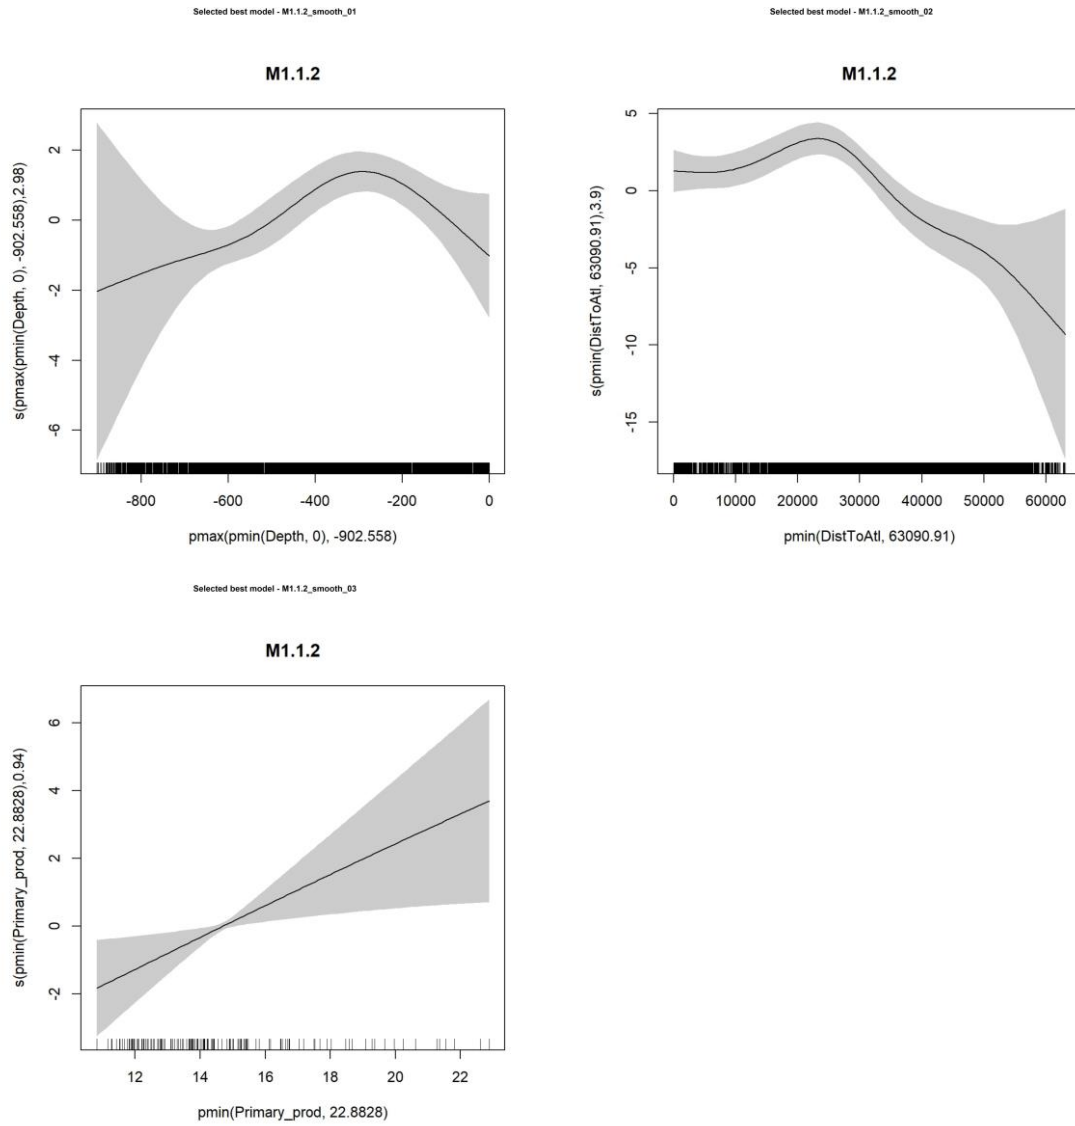 Selected best model - M1.1.2_smooth_01
M1.1.2
s(pmax(pmin(Depth, 0), -902.558),2.98)
2
0
-2
-4
-6
-800 -600 -400 -200 0
pmax(pmin(Depth, 0), -902.558)
Selected best model - M1.1.2_smooth_02
M1.1.2
s(pmin(DistToAtl, 63090.91),3.9)
5
0
-5
-10
-15
0 10000 20000 30000 40000 50000 60000
pmin(DistToAtl, 63090.91)
Selected best model - M1.1.2_smooth_03
M1.1.2
s(pmin(Primary_prod, 22.8828),0.94)
6
4
2
0
-2
12 14 16 18 20 22
pmin(Primary_prod, 22.8828)